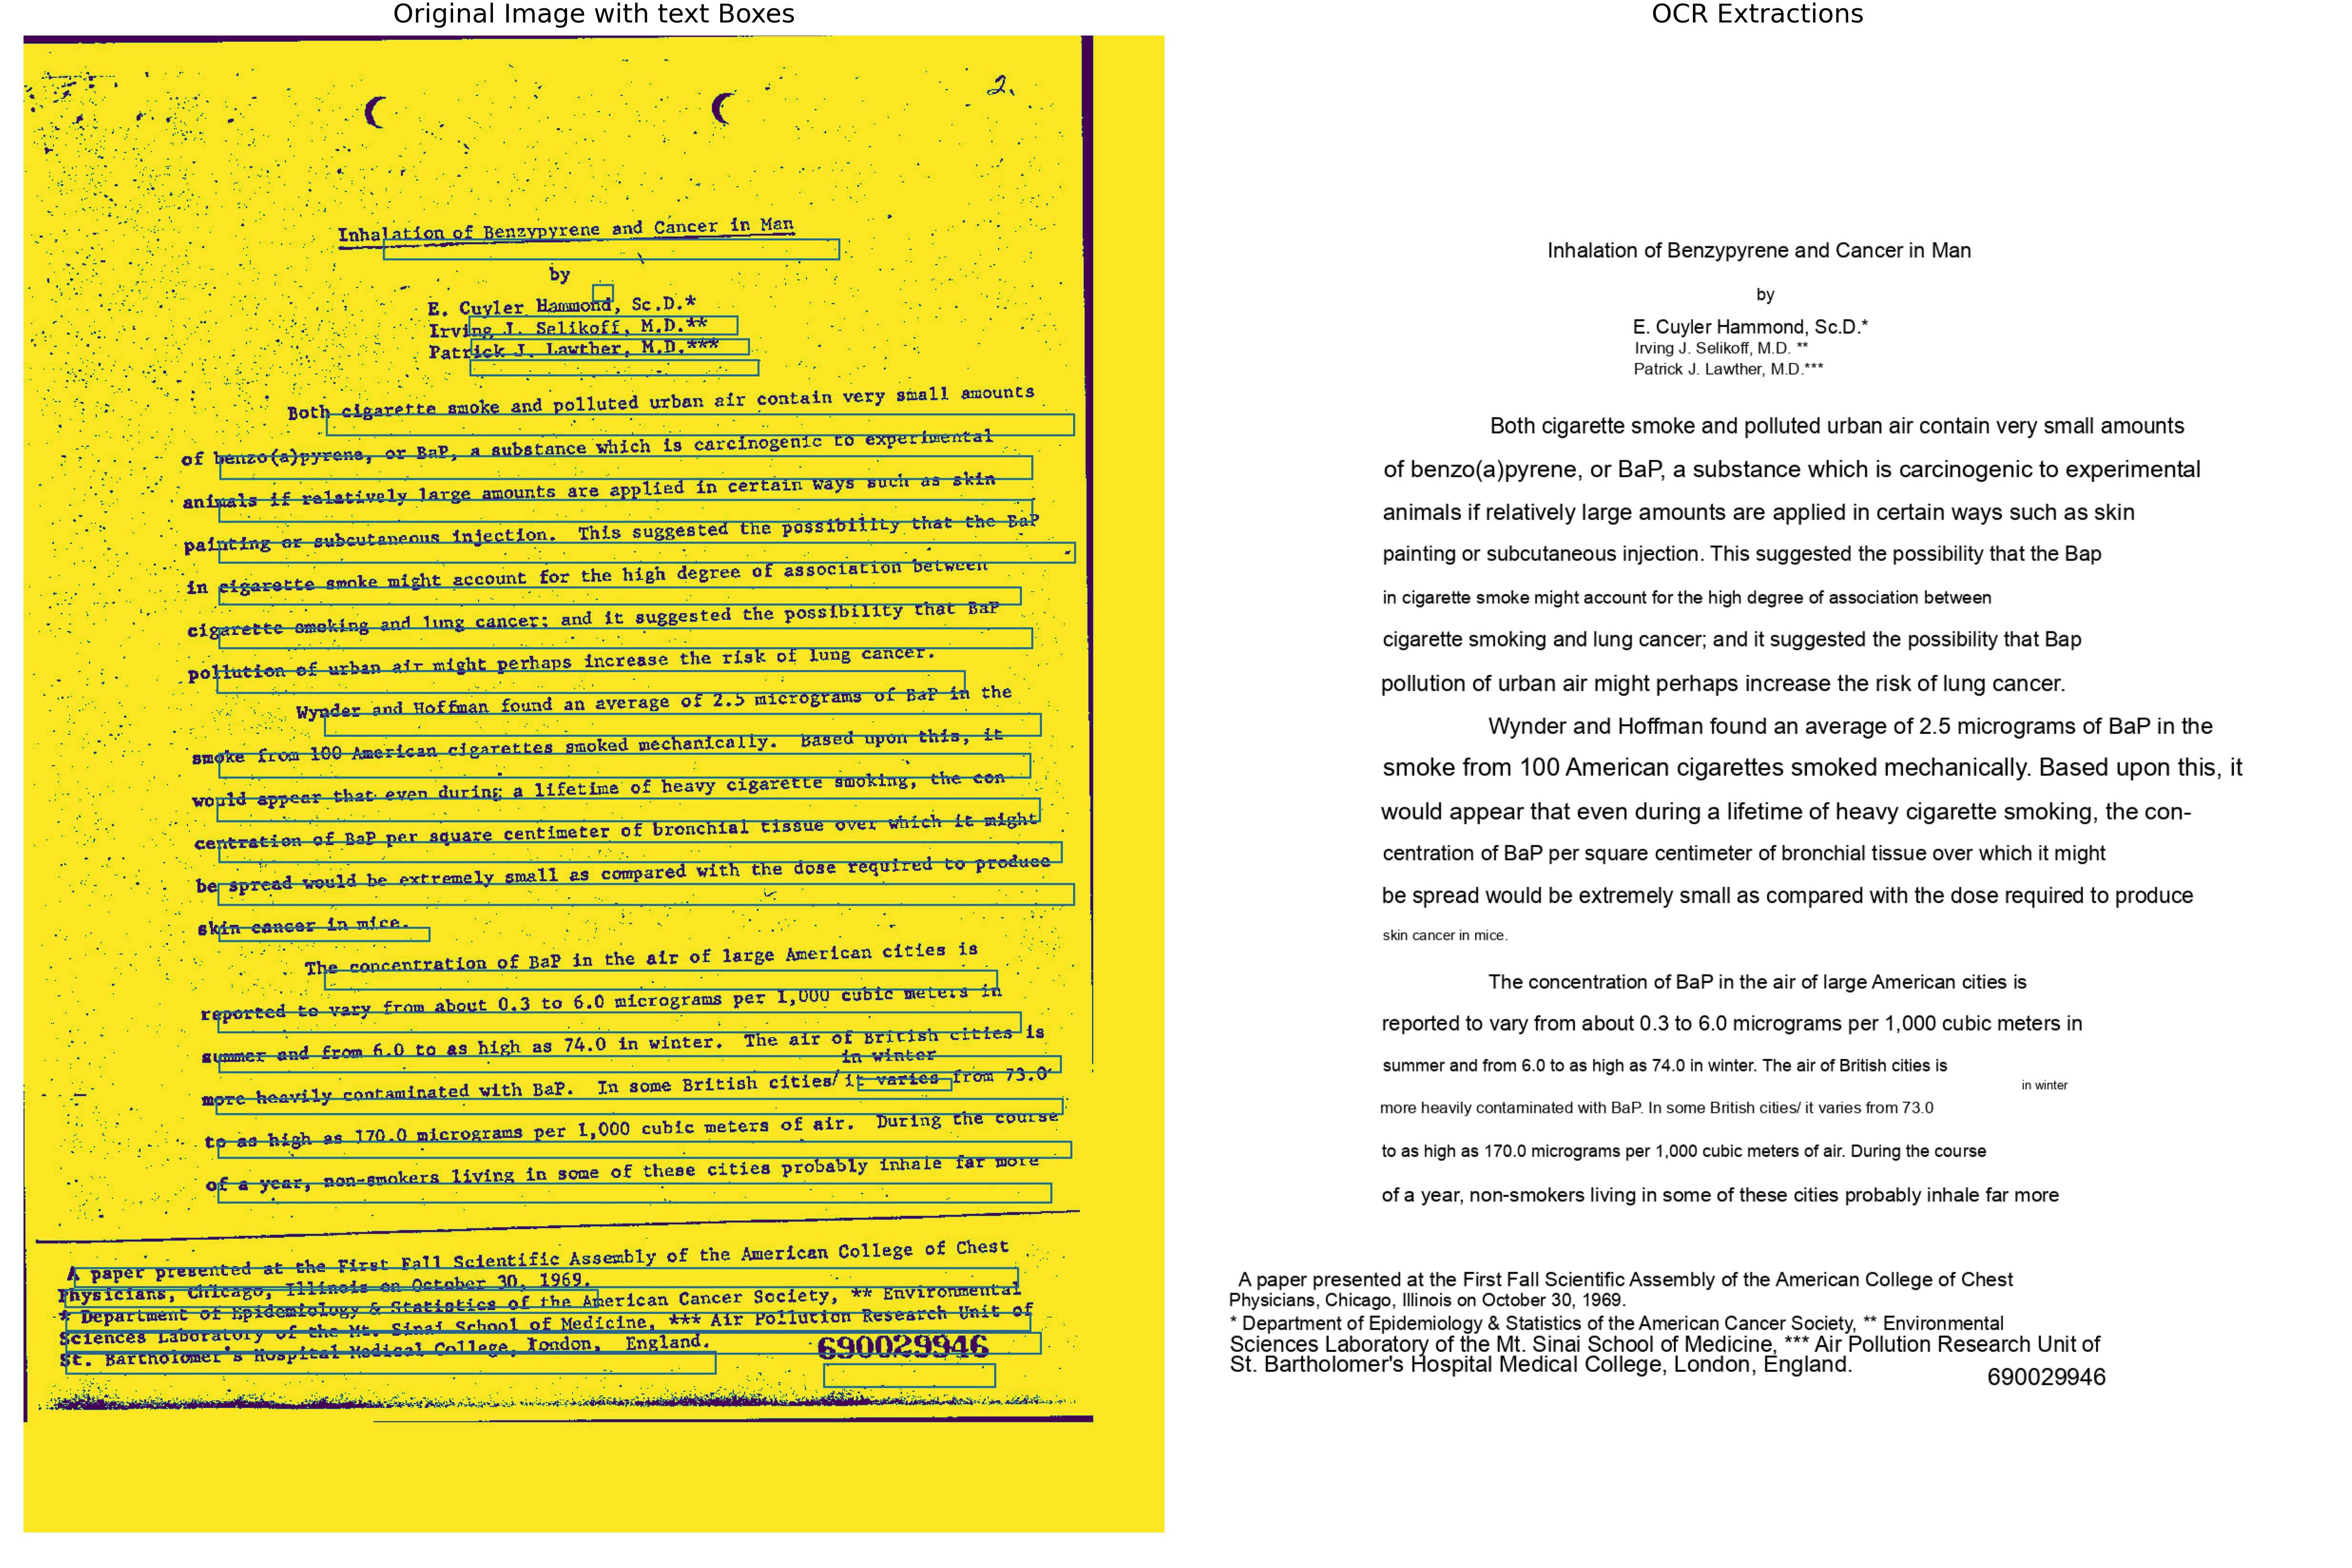 Original Image with text Boxes
2.
Inhalation of Benzypyrene and Cancer in Man
by
E. Cuyler Hammond, Sc.D.*
Irving J. Selikoff, M.D.**
Patrick J. Lawther, M.D.***
Both cigarette smoke and polluted urban air contain very small amounts
of benzo(a)pyrene, or BaP, a substance which is carcinogenic to experimental
animals if relatively large amounts are applied in certain ways such as skin
painting or subcutaneous injection. This suggested the possibility that the BaP
in cigarette smoke might account for the high degree of association between
cigarette smoking and lung cancer; and it suggested the possibility that BaP
pollution of urban air might perhaps increase the risk of lung cancer.
Wynder and Hoffman found an average of 2.5 micrograms of BaP in the
smoke from 100 American cigarettes smoked mechanically. Based upon this, it
would appear that even during a lifetime of heavy cigarette smoking, the con
centration of BaP per square centimeter of bronchial tissue over which it might
be spread would be extremely small as compared with the dose required to produce
skin cancer in mice.
The concentration of BaP in the air of large American cities is
reported to vary from about 0.3 to 6.0 micrograms per 1,000 cubic meters in
summer and from 6.0 to as high as 74.0 in winter. The air of British cities is
in winter
more heavily contaminated with BaP. In some British cities/ it varies from 73.0
to as high as 170.0 micrograms per 1,000 cubic meters of air. During the course
of a year, non-smokers living in some of these cities probably inhale far more
A paper presented at the First Fall Scientific Assembly of the American College of Chest
Physicians, Chicago, Illinois on October 30, 1969.
* Department of Epidemiology & Statistics of the American Cancer Society, ** Environmental
Sciences Laboratory of the Mt. Sinai School of Medicine, *** Air Pollution Research Unit of
St. Bartholomer's Hospital Medical College, London, England.
690029946
OCR Extractions
Inhalation of Benzypyrene and Cancer in Man
by
E. Cuyler Hammond, Sc.D.*
Irving J. Selikoff, M.D. **
Patrick J. Lawther, M.D.***
Both cigarette smoke and polluted urban air contain very small amounts
of benzo(a)pyrene, or BaP, a substance which is carcinogenic to experimental
animals if relatively large amounts are applied in certain ways such as skin
painting or subcutaneous injection. This suggested the possibility that the Bap
in cigarette smoke might account for the high degree of association between
cigarette smoking and lung cancer; and it suggested the possibility that Bap
pollution of urban air might perhaps increase the risk of lung cancer.
Wynder and Hoffman found an average of 2.5 micrograms of BaP in the
smoke from 100 American cigarettes smoked mechanically. Based upon this, it
would appear that even during a lifetime of heavy cigarette smoking, the con-
centration of BaP per square centimeter of bronchial tissue over which it might
be spread would be extremely small as compared with the dose required to produce
skin cancer in mice.
The concentration of BaP in the air of large American cities is
reported to vary from about 0.3 to 6.0 micrograms per 1,000 cubic meters in
summer and from 6.0 to as high as 74.0 in winter. The air of British cities is
in winter
more heavily contaminated with BaP. In some British cities/ it varies from 73.0
to as high as 170.0 micrograms per 1,000 cubic meters of air. During the course
of a year, non-smokers living in some of these cities probably inhale far more
A paper presented at the First Fall Scientific Assembly of the American College of Chest
Physicians, Chicago, Illinois on October 30, 1969.
* Department of Epidemiology & Statistics of the American Cancer Society, ** Environmental
Sciences Laboratory of the Mt. Sinai School of Medicine, *** Air Pollution Research Unit of
St. Bartholomer's Hospital Medical College, London, England.
690029946